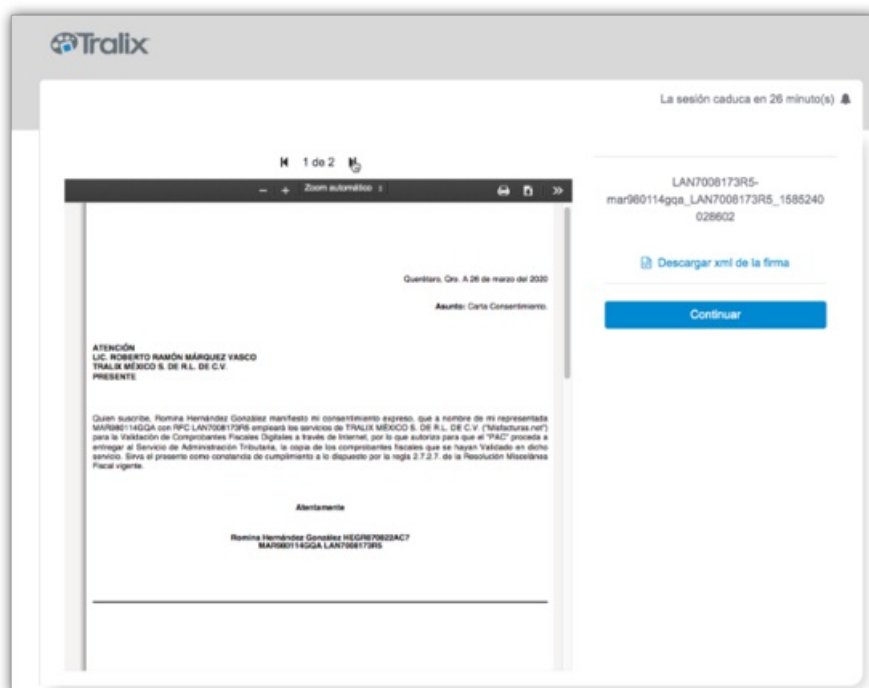 Tralix
La sesión caduca en 26 minuto(s)
1 de 2
Zoom automático
LAN7008173R5-
mar980114gqa_LAN7008173R5_1585240
028602
Descargar xml de la firma
Continuar
Querétaro, Qro. A 26 de marzo del 2020
Asunto: Carta Consentimiento.
ATENCIÓN
LIC. ROBERTO RAMÓN MÁRQUEZ VASCO
TRALIX MÉXICO S. DE R.L. DE C.V.
PRESENTE
Quien suscribe, Romina Hernández González manifiesto mi consentimiento expreso, que a nombre de mi representada
MAR980114GQA con RFC LAN7008173R5 empleará los servicios de TRALIX MÉXICO S. DE R.L. DE C.V. ("Misfacturas.net")
para la Validación de Comprobantes Fiscales Digitales a través de Internet, por lo que autoriza para que el "PAC" proceda a
entregar al Servicio de Administración Tributaria, la copia de los comprobantes fiscales que se hayan Validado en dicho
servicio. Sirva el presente como constancia de cumplimiento a lo dispuesto por la regla 2.7.2.7. de la Resolución Miscelánea
Fiscal vigente.
Atentamente
Romina Hernández González HEGR870822AC7
MAR980114GQA LAN7008173R5